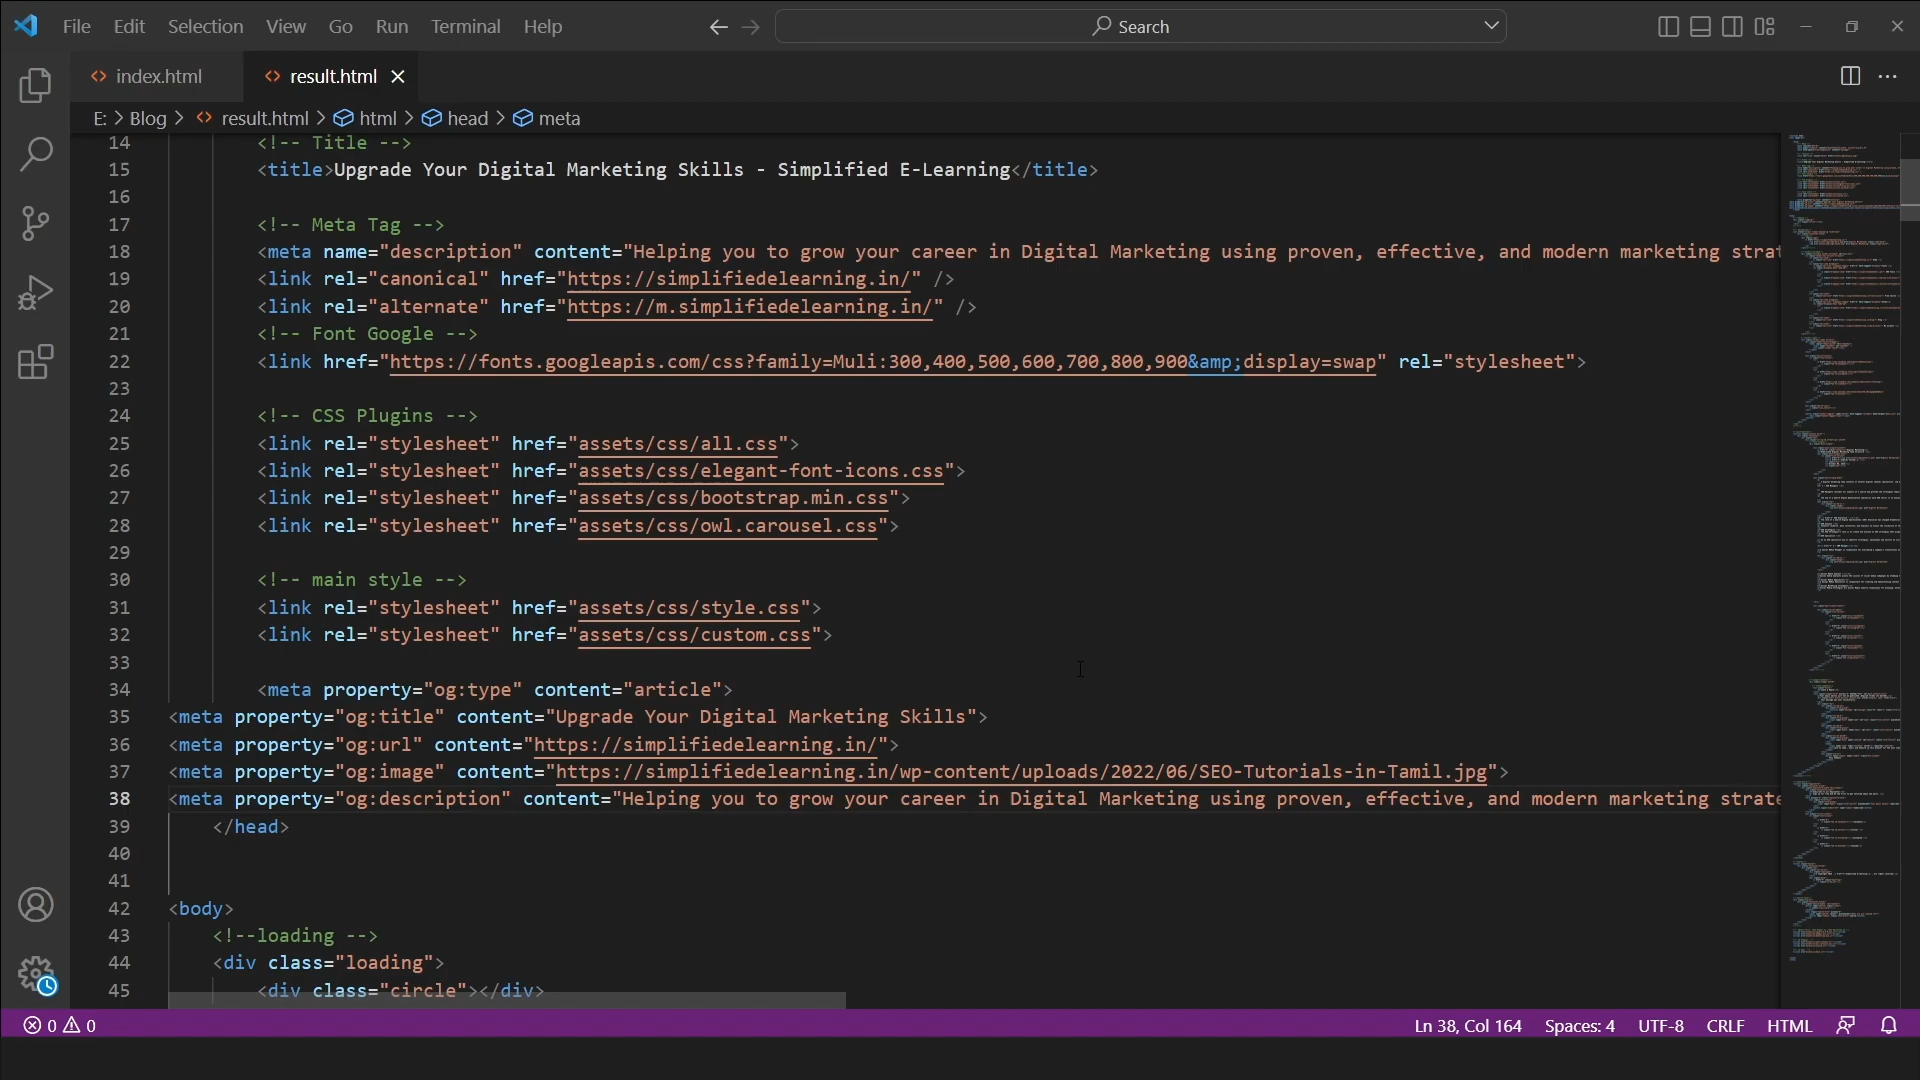 File Edit Selection View Go Run Terminal Help Search
index.html result.html
E: > Blog > result.html > html > head > meta
14 <!-- Title -->
15 <title>Upgrade Your Digital Marketing Skills - Simplified E-Learning</title>
16
17 <!-- Meta Tag -->
18 <meta name="description" content="Helping you to grow your career in Digital Marketing using proven, effective, and modern marketing strat
19 <link rel="canonical" href="https://simplifiedelearning.in/" />
20 <link rel="alternate" href="https://m.simplifiedelearning.in/" />
21 <!-- Font Google -->
22 <link href="https://fonts.googleapis.com/css?family=Muli:300,400,500,600,700,800,900&amp;display=swap" rel="stylesheet">
23
24 <!-- CSS Plugins -->
25 <link rel="stylesheet" href="assets/css/all.css">
26 <link rel="stylesheet" href="assets/css/elegant-font-icons.css">
27 <link rel="stylesheet" href="assets/css/bootstrap.min.css">
28 <link rel="stylesheet" href="assets/css/owl.carousel.css">
29
30 <!-- main style -->
31 <link rel="stylesheet" href="assets/css/style.css">
32 <link rel="stylesheet" href="assets/css/custom.css">
33
34 <meta property="og:type" content="article">
35 <meta property="og:title" content="Upgrade Your Digital Marketing Skills">
36 <meta property="og:url" content="https://simplifiedelearning.in/">
37 <meta property="og:image" content="https://simplifiedelearning.in/wp-content/uploads/2022/06/SEO-Tutorials-in-Tamil.jpg">
38 <meta property="og:description" content="Helping you to grow your career in Digital Marketing using proven, effective, and modern marketing strate
39 </head>
40
41
42 <body>
43 <!--loading -->
44 <div class="loading">
45 <div class="circle"></div>
0 0 Ln 38, Col 164 Spaces: 4 UTF-8 CRLF HTML